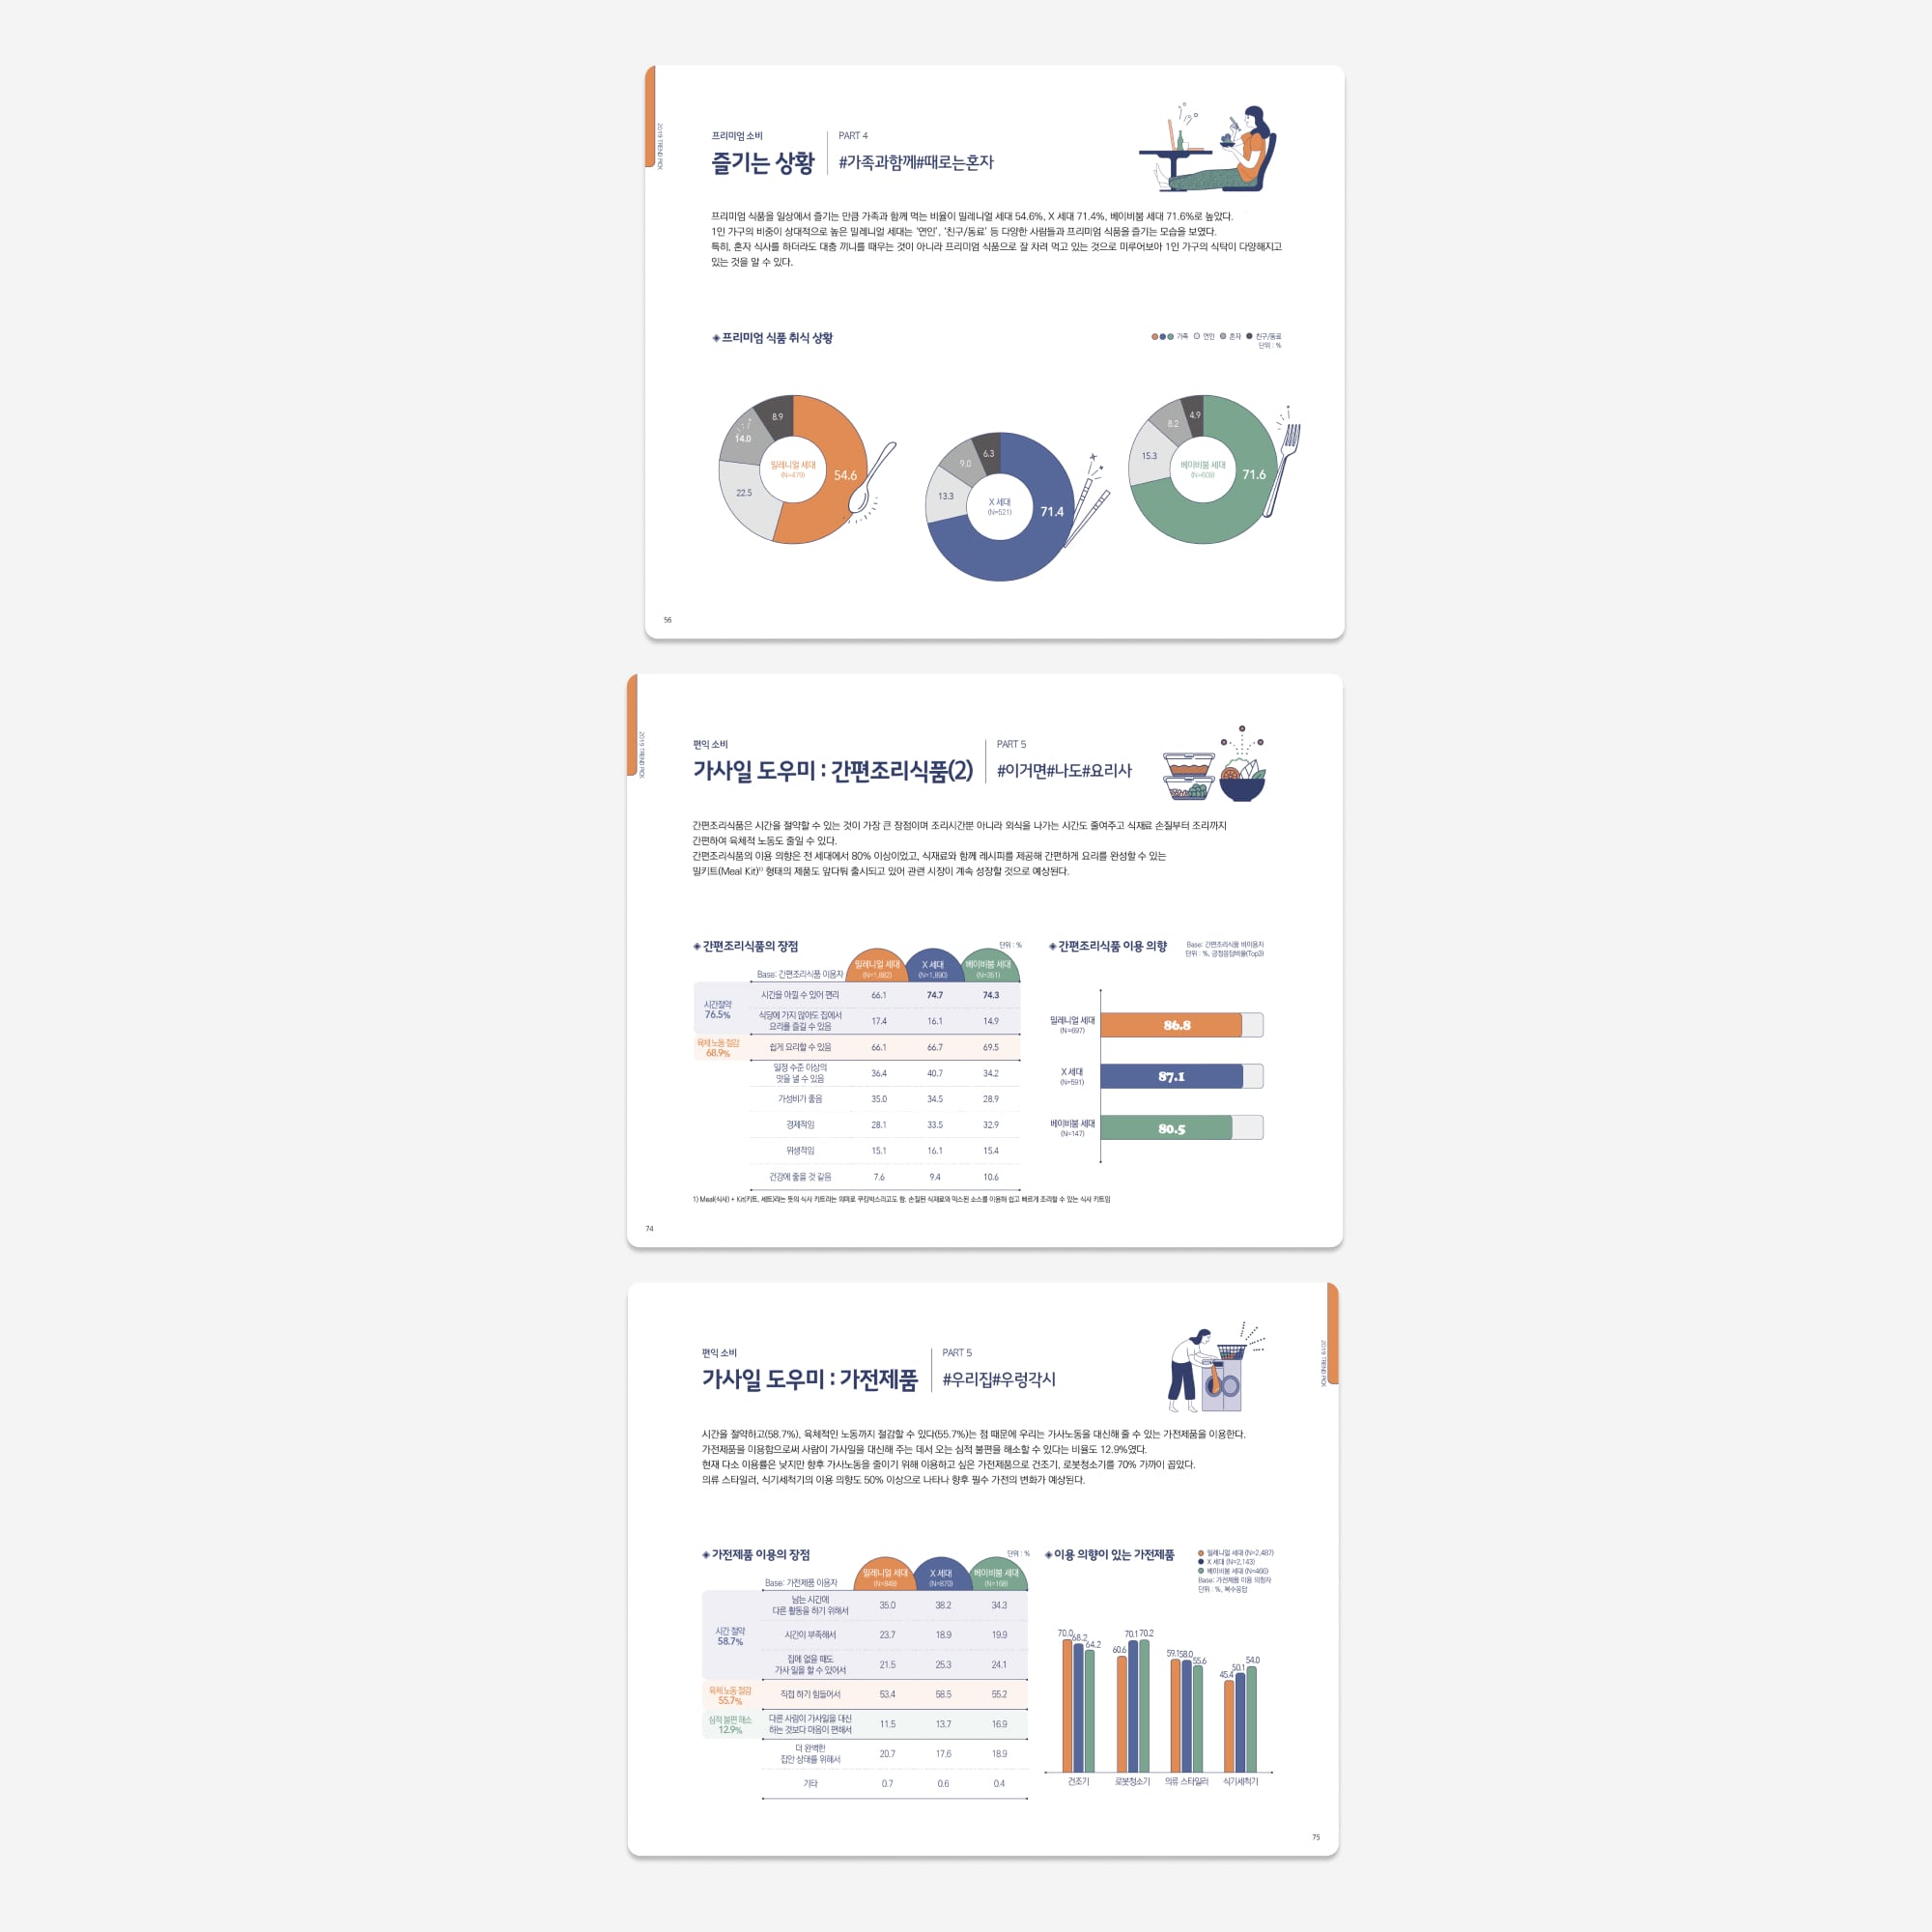 2019 TREND PICK
프리미엄 소비
즐기는 상황
PART 4
#가족과함께#때로는혼자
프리미엄 식품을 일상에서 즐기는 만큼 가족과 함께 먹는 비율이 밀레니얼 세대 54.6%, X 세대 71.4%, 베이비붐 세대 71.6%로 높았다.
1인 가구의 비중이 상대적으로 높은 밀레니얼 세대는 '연인', '친구/동료' 등 다양한 사람들과 프리미엄 식품을 즐기는 모습을 보였다.
특히, 혼자 식사를 하더라도 대충 끼니를 때우는 것이 아니라 프리미엄 식품으로 잘 차려 먹고 있는 것으로 미루어보아 1인 가구의 식탁이 다양해지고
있는 것을 알 수 있다.
◈ 프리미엄 식품 취식 상황
가족 연인 혼자 친구/동료
단위 : %
8.9
14.0
22.5
54.6
밀레니얼 세대
(N=479)
6.3
9.0
13.3
71.4
X 세대
(N=521)
4.9
8.2
15.3
71.6
베이비붐 세대
56
2019 TREND PICK
편익 소비
가사일 도우미 : 간편조리식품(2)
PART 5
#이거면#나도#요리사
간편조리식품은 시간을 절약할 수 있는 것이 가장 큰 장점이며 조리시간뿐 아니라 외식을 나가는 시간도 줄여주고 식재료 손질부터 조리까지
간편하여 육체적 노동도 줄일 수 있다.
간편조리식품의 이용 의향은 전 세대에서 80% 이상이었고, 식재료와 함께 레시피를 제공해 간편하게 요리를 완성할 수 있는
밀키트(Meal Kit)¹⁾ 형태의 제품도 앞다퉈 출시되고 있어 관련 시장이 계속 성장할 것으로 예상된다.
◈ 간편조리식품의 장점
단위 : %
Base: 간편조리식품 이용자
밀레니얼 세대 (N=1,882)
X 세대 (N=1,890)
베이비붐 세대 (N=351)
시간절약
76.5%
시간을 아낄 수 있어 편리 66.1 74.7 74.3
식당에 가지 않아도 집에서
요리를 즐길 수 있음 17.4 16.1 14.9
육체 노동 절감
68.9%
쉽게 요리할 수 있음 66.1 66.7 69.5
일정 수준 이상의
맛을 낼 수 있음 36.4 40.7 34.2
가성비가 좋음 35.0 34.5 28.9
경제적임 28.1 33.5 32.9
위생적임 15.1 16.1 15.4
건강에 좋을 것 같음 7.6 9.4 10.6
◈ 간편조리식품 이용 의향
Base: 간편조리식품 비이용자
단위 : %, 긍정응답비율(Top3)
밀레니얼 세대
(N=697)
86.8
X 세대
(N=591)
87.1
베이비붐 세대
(N=147)
80.5
1) Meal(식사) + Kit(키트, 세트)라는 뜻의 식사 키트라는 의미로 쿠킹박스라고도 함. 손질된 식재료와 믹스된 소스를 이용해 쉽고 빠르게 조리할 수 있는 식사 키트임
74
2019 TREND PICK
편익 소비
가사일 도우미 : 가전제품
PART 5
#우리집#우렁각시
시간을 절약하고(58.7%), 육체적인 노동까지 절감할 수 있다(55.7%)는 점 때문에 우리는 가사노동을 대신해 줄 수 있는 가전제품을 이용한다.
가전제품을 이용함으로써 사람이 가사일을 대신해 주는 데서 오는 심적 불편을 해소할 수 있다는 비율도 12.9%였다.
현재 다소 이용률은 낮지만 향후 가사노동을 줄이기 위해 이용하고 싶은 가전제품으로 건조기, 로봇청소기를 70% 가까이 꼽았다.
의류 스타일러, 식기세척기의 이용 의향도 50% 이상으로 나타나 향후 필수 가전의 변화가 예상된다.
◈ 가전제품 이용의 장점
단위 : %
Base: 가전제품 이용자
밀레니얼 세대
X 세대
베이비붐 세대
시간 절약
58.7%
남는 시간에
다른 활동을 하기 위해서 35.0 38.2 34.3
시간이 부족해서 23.7 18.9 19.9
집에 없을 때도
가사 일을 할 수 있어서 21.5 25.3 24.1
육체 노동 절감
55.7%
직접 하기 힘들어서 53.4 58.5 55.2
심적 불편 해소
12.9%
다른 사람이 가사일을 대신
하는 것보다 마음이 편해서 11.5 13.7 16.9
더 완벽한
집안 상태를 위해서 20.7 17.6 18.9
기타 0.7 0.6 0.4
◈ 이용 의향이 있는 가전제품
밀레니얼 세대 (N=2,487)
X 세대 (N=2,143)
베이비붐 세대 (N=466)
Base: 가전제품 이용 의향자
단위 : %, 복수응답
70.0 68.2 64.2
60.6 70.1 70.2
59.1 58.0 55.6
45.4 50.1 54.0
건조기 로봇청소기 의류 스타일러 식기세척기
75